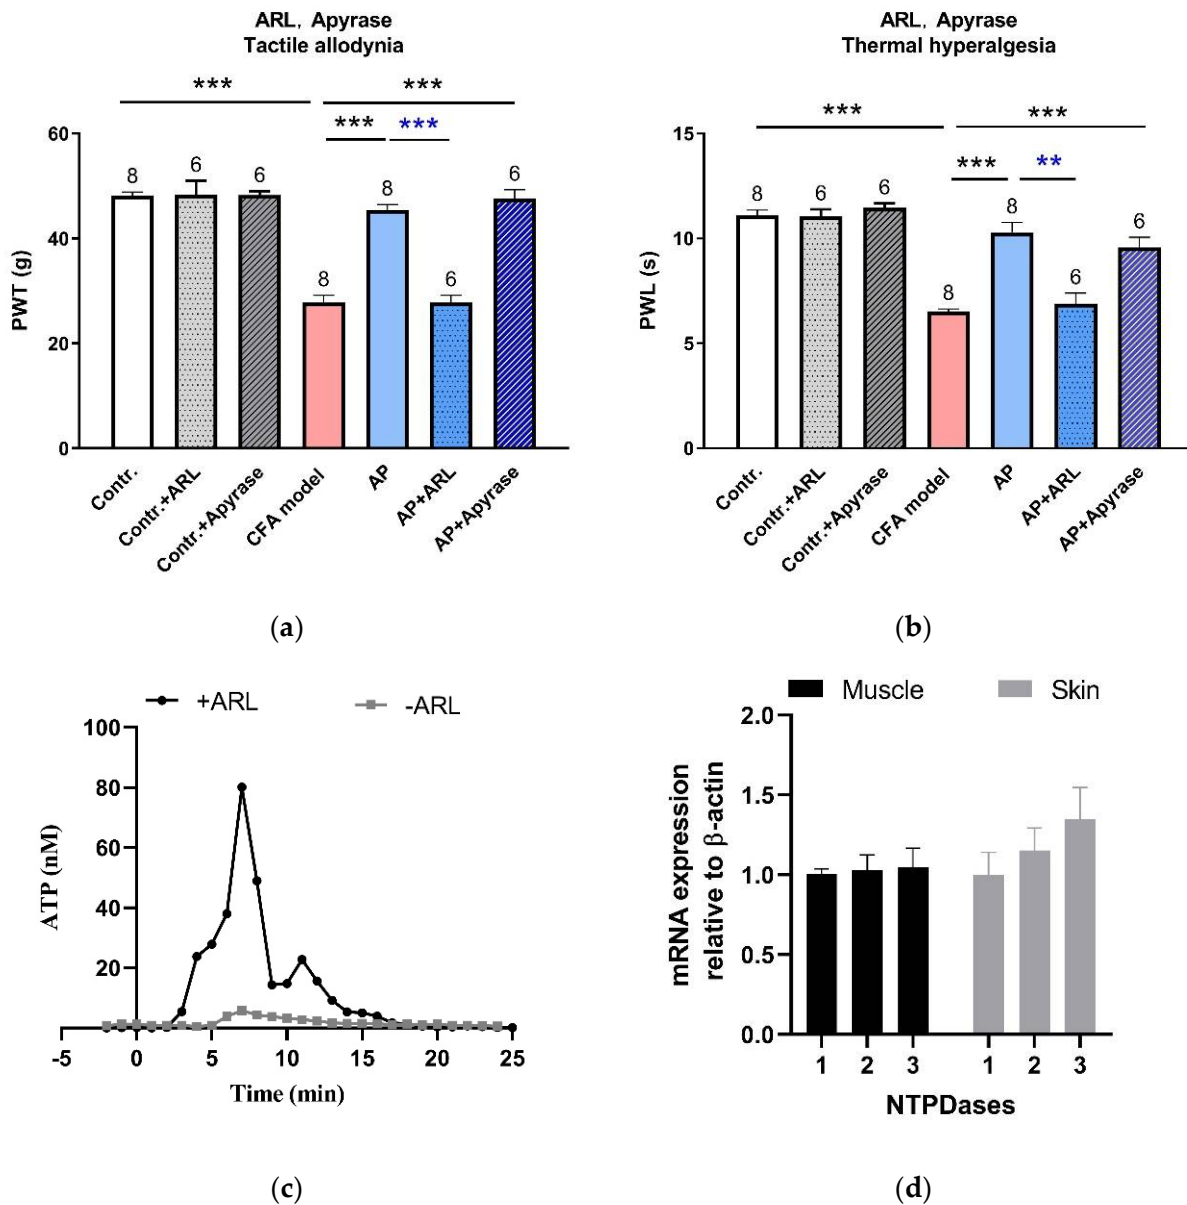 ARL, Apyrase
Tactile allodynia
*** ***
*** ***
60
40
20
0
PWT (g)
8 6 6 8 8 6 6
Contr. Contr.+ARL Contr.+Apyrase CFA model AP AP+ARL AP+Apyrase
(a)
ARL, Apyrase
Thermal hyperalgesia
*** ***
*** **
15
10
5
0
PWL (s)
8 6 6 8 8 6 6
Contr. Contr.+ARL Contr.+Apyrase CFA model AP AP+ARL AP+Apyrase
(b)
+ARL -ARL
100
80
60
40
20
ATP (nM)
-5 0 5 10 15 20 25
Time (min)
(c)
Muscle Skin
2.0
1.5
1.0
0.5
0.0
mRNA expression
relative to β-actin
1 2 3 1 2 3
NTPDases
(d)